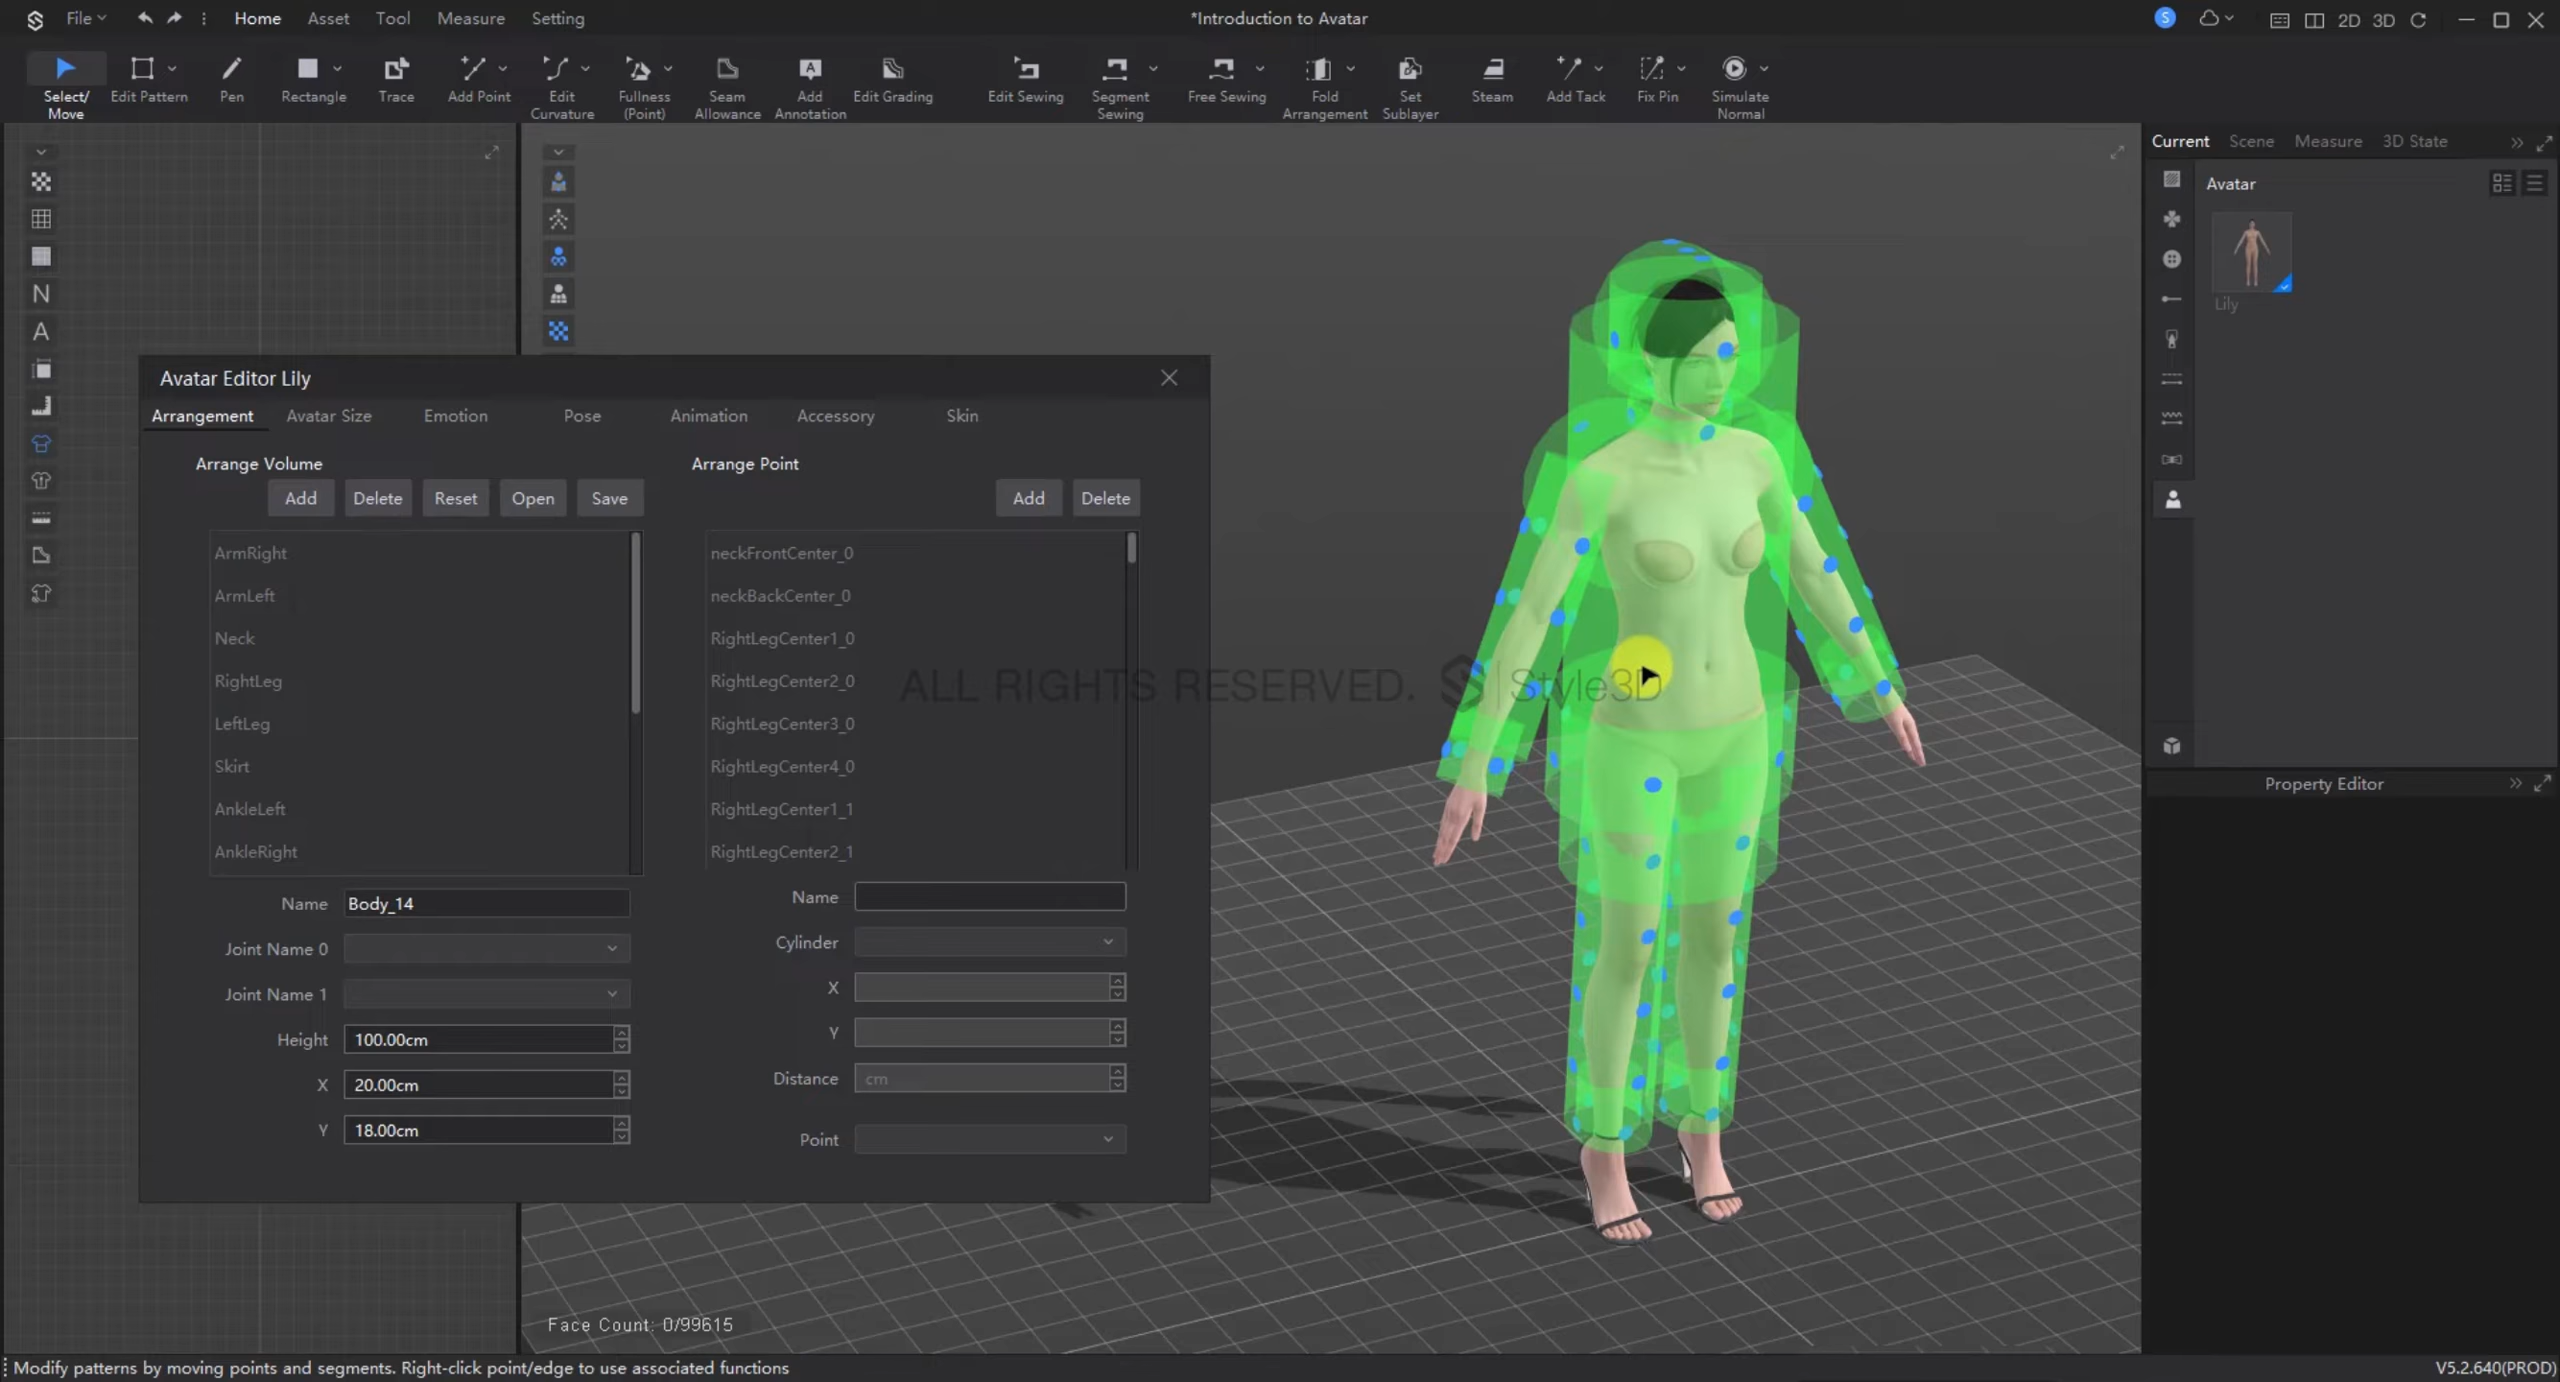 File
Home
Asset
Tool
Measure
Setting
*Introduction to Avatar
S
2D
3D
Select/
Move
Edit Pattern
Pen
Rectangle
Trace
Add Point
Edit
Curvature
Fullness
(Point)
Seam
Allowance
Add
Annotation
Edit Grading
Edit Sewing
Segment
Sewing
Free Sewing
Fold
Arrangement
Set
Sublayer
Steam
Add Tack
Fix Pin
Simulate
Normal
Current
Scene
Measure
3D State
Avatar
Lily
N
A
Avatar Editor Lily
Arrangement
Avatar Size
Emotion
Pose
Animation
Accessory
Skin
Arrange Volume
Add
Delete
Reset
Open
Save
ArmRight
ArmLeft
Neck
RightLeg
LeftLeg
Skirt
AnkleLeft
AnkleRight
Name Body_14
Joint Name 0
Joint Name 1
Height 100.00cm
X 20.00cm
Y 18.00cm
Arrange Point
Add
Delete
neckFrontCenter_0
neckBackCenter_0
RightLegCenter1_0
RightLegCenter2_0
RightLegCenter3_0
RightLegCenter4_0
RightLegCenter1_1
RightLegCenter2_1
Name
Cylinder
X
Y
Distance cm
Point
ALL RIGHTS RESERVED. Style3D
Property Editor
Face Count: 0/99615
Modify patterns by moving points and segments. Right-click point/edge to use associated functions
V5.2.640(PROD)